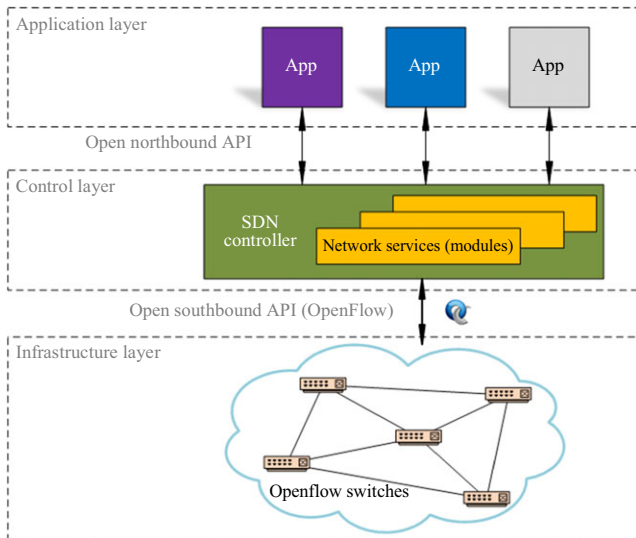 Application layer
App
App
App
Open northbound API
Control layer
SDN
controller
Network services (modules)
Open southbound API (OpenFlow)
Infrastructure layer
Openflow switches